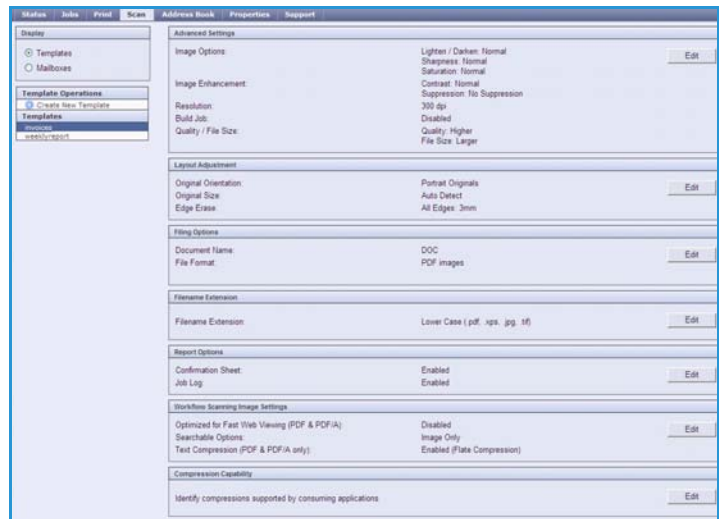 Status Jobs Print Scan Address Book Properties Support
Display
Templates
Mailboxes
Template Operations
Create New Template
Templates
invoices
weeklyreport
Advanced Settings
Image Options: Lighten / Darken: Normal
Sharpness: Normal
Saturation: Normal
Edit
Image Enhancement: Contrast: Normal
Suppression: No Suppression
Resolution: 300 dpi
Build Job: Disabled
Quality / File Size: Quality: Higher
File Size: Larger
Layout Adjustment
Original Orientation: Portrait Originals
Edit
Original Size: Auto Detect
Edge Erase: All Edges: 3mm
Filing Options
Document Name: DOC
Edit
File Format: PDF images
Filename Extension
Filename Extension: Lower Case (.pdf, .xps, .jpg, .tif)
Edit
Report Options
Confirmation Sheet: Enabled
Edit
Job Log: Enabled
Workflow Scanning Image Settings
Optimized for Fast Web Viewing (PDF & PDF/A): Disabled
Edit
Searchable Options: Image Only
Text Compression (PDF & PDF/A only): Enabled (Flate Compression)
Compression Capability
Identify compressions supported by consuming applications
Edit